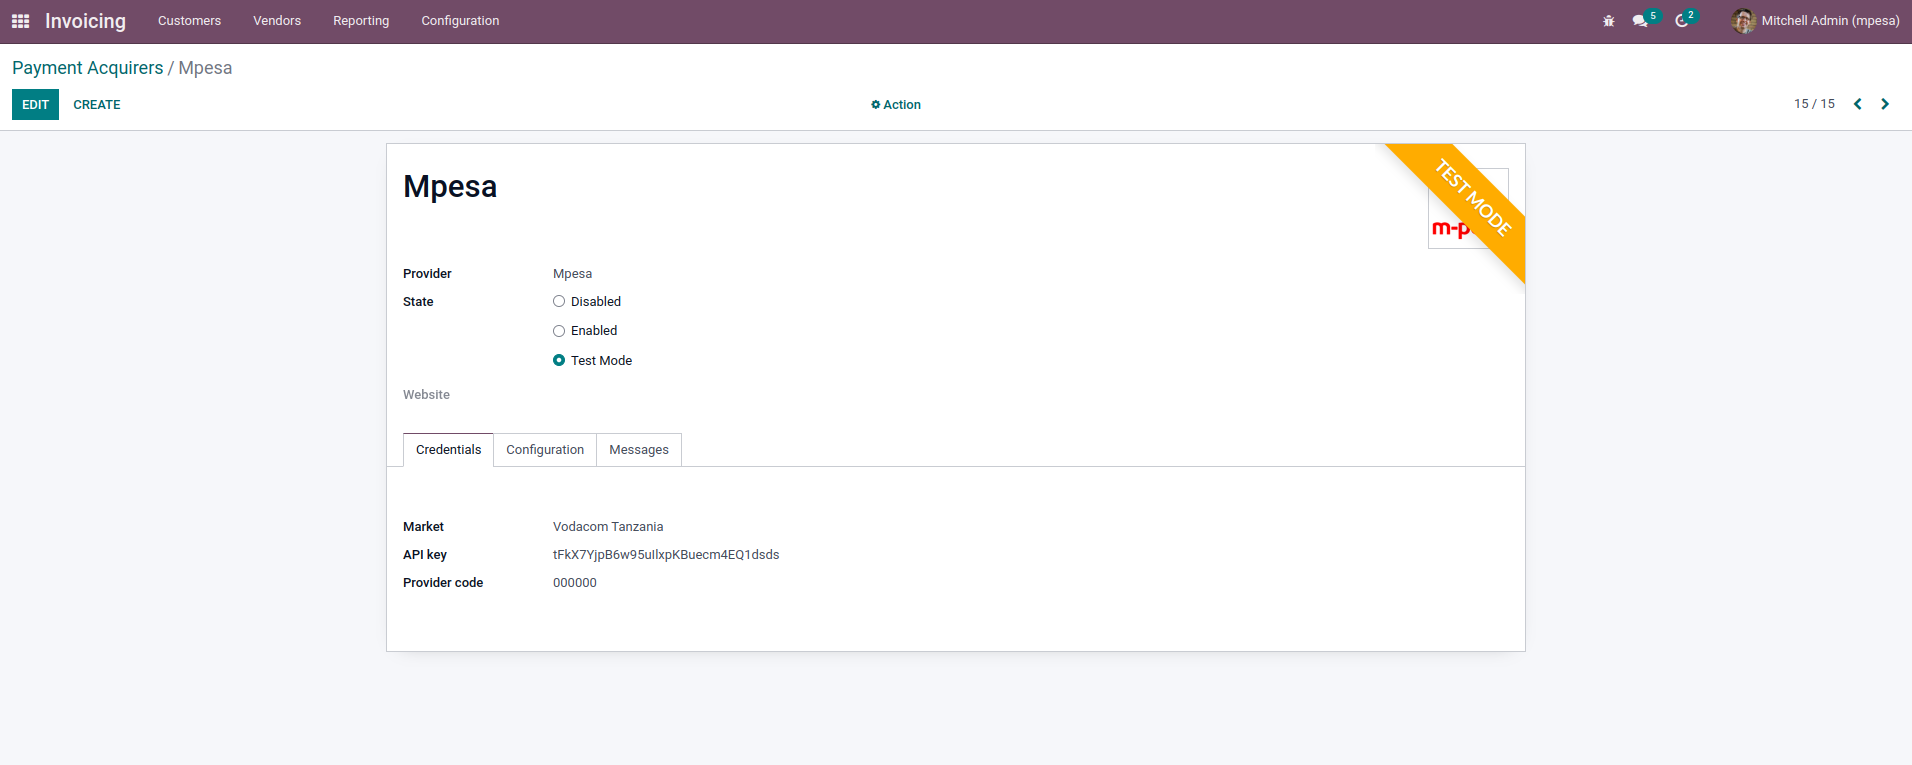 Invoicing Customers Vendors Reporting Configuration 5 2 Mitchell Admin (mpesa)
Payment Acquirers / Mpesa
EDIT CREATE Action 15 / 15
Mpesa
TEST MODE
Provider Mpesa
State Disabled
Enabled
Test Mode
Website
Credentials Configuration Messages
Market Vodacom Tanzania
API key tFkX7YjpB6w95uIlxpKBuecm4EQ1dsds
Provider code 000000